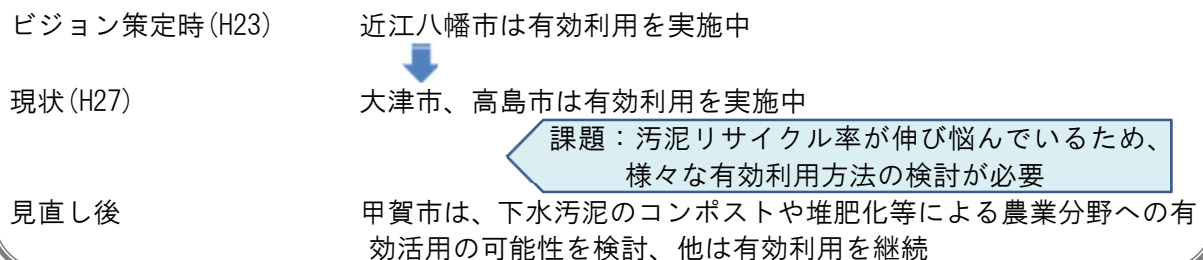 ビジョン策定時(H23) 近江八幡市は有効利用を実施中
現状(H27) 大津市、高島市は有効利用を実施中
課題：汚泥リサイクル率が伸び悩んでいるため、
様々な有効利用方法の検討が必要
見直し後 甲賀市は、下水汚泥のコンポストや堆肥化等による農業分野への有
効活用の可能性を検討、他は有効利用を継続